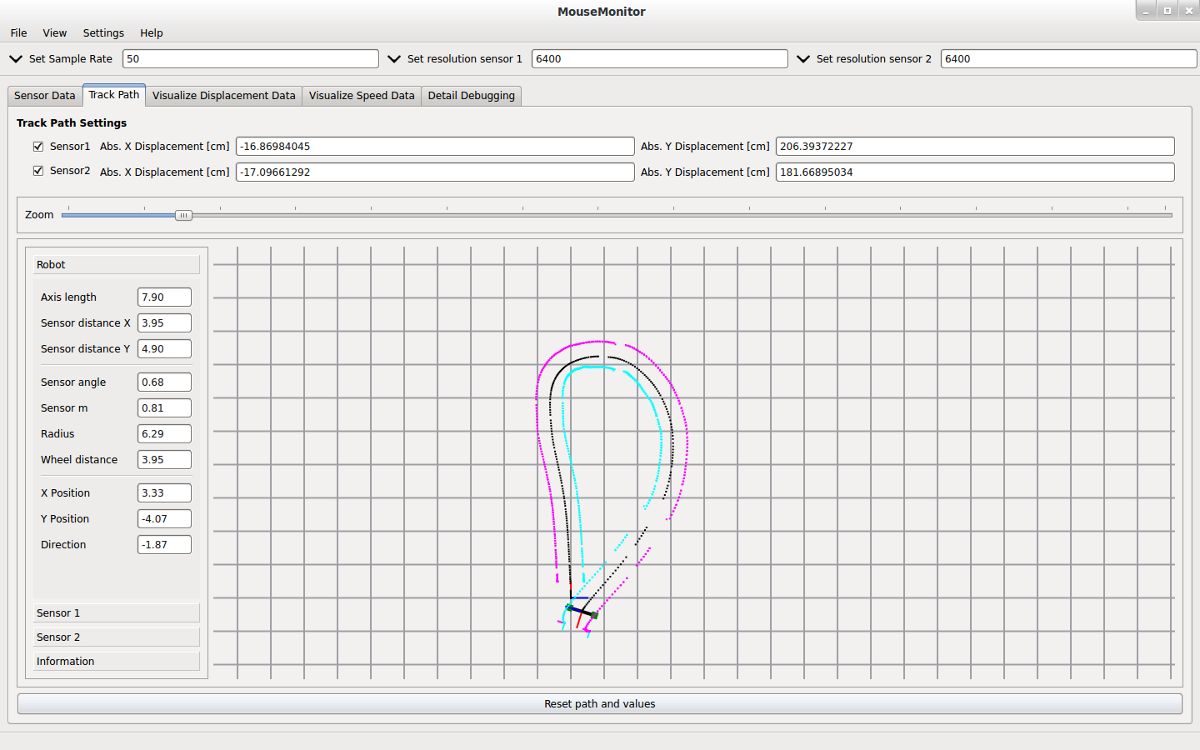 MouseMonitor
File View Settings Help
Set Sample Rate 50 Set resolution sensor 1 6400 Set resolution sensor 2 6400
Sensor Data Track Path Visualize Displacement Data Visualize Speed Data Detail Debugging
Track Path Settings
Sensor1 Abs. X Displacement [cm] -16.86984045 Abs. Y Displacement [cm] 206.39372227
Sensor2 Abs. X Displacement [cm] -17.09661292 Abs. Y Displacement [cm] 181.66895034
Zoom
Robot
Axis length 7.90
Sensor distance X 3.95
Sensor distance Y 4.90
Sensor angle 0.68
Sensor m 0.81
Radius 6.29
Wheel distance 3.95
X Position 3.33
Y Position -4.07
Direction -1.87
Sensor 1
Sensor 2
Information
Reset path and values